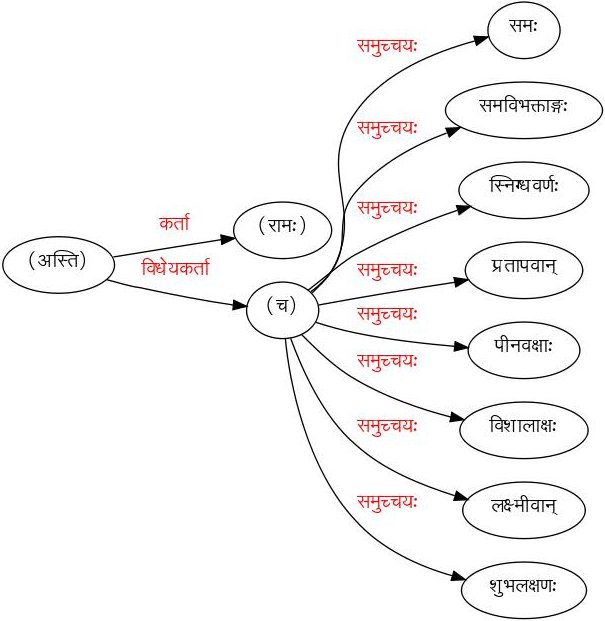 (अस्ति)
कर्ता
(रामः)
विधेयकर्ता
(च)
समुच्चयः
समः
समुच्चयः
समविभक्ताङ्गः
समुच्चयः
स्निग्धवर्णः
समुच्चयः
प्रतापवान्
समुच्चयः
पीनवक्षाः
समुच्चयः
विशालाक्षः
समुच्चयः
लक्ष्मीवान्
समुच्चयः
शुभलक्षणः